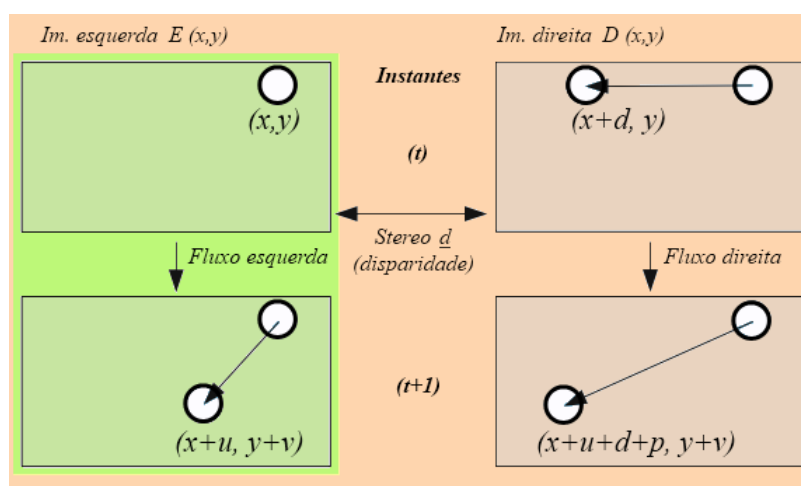 Im. esquerda E (x,y)
Im. direita D (x,y)
Instantes
(x,y)
(x+d, y)
(t)
Stereo d
(disparidade)
Fluxo esquerda
Fluxo direita
(t+1)
(x+u, y+v)
(x+u+d+p, y+v)